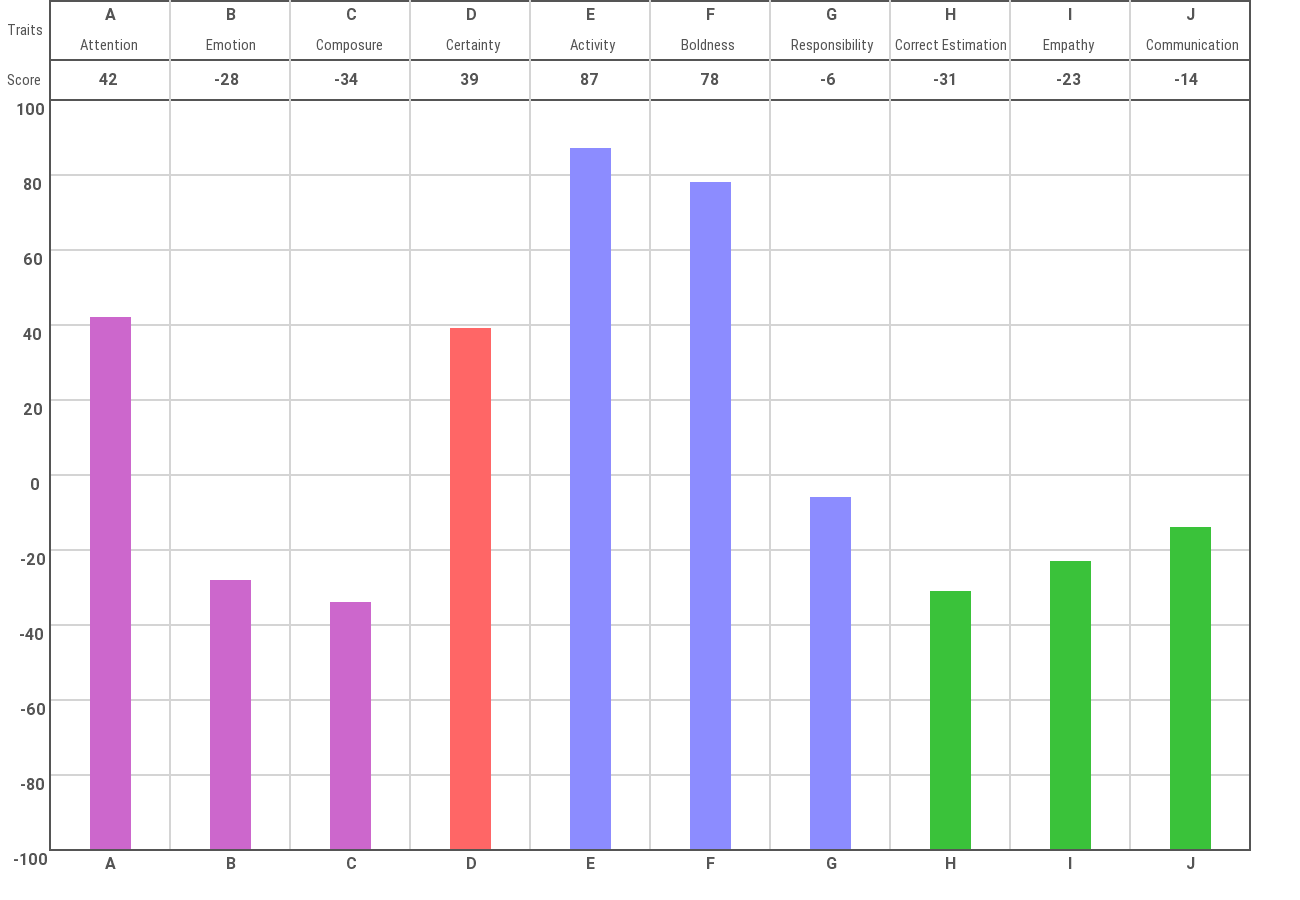 A B C D E F G H I J
Traits
Attention Emotion Composure Certainty Activity Boldness Responsibility Correct Estimation Empathy Communication
Score 42 -28 -34 39 87 78 -6 -31 -23 -14
100
80
60
40
20
0
-20
-40
-60
-80
-100
A B C D E F G H I J